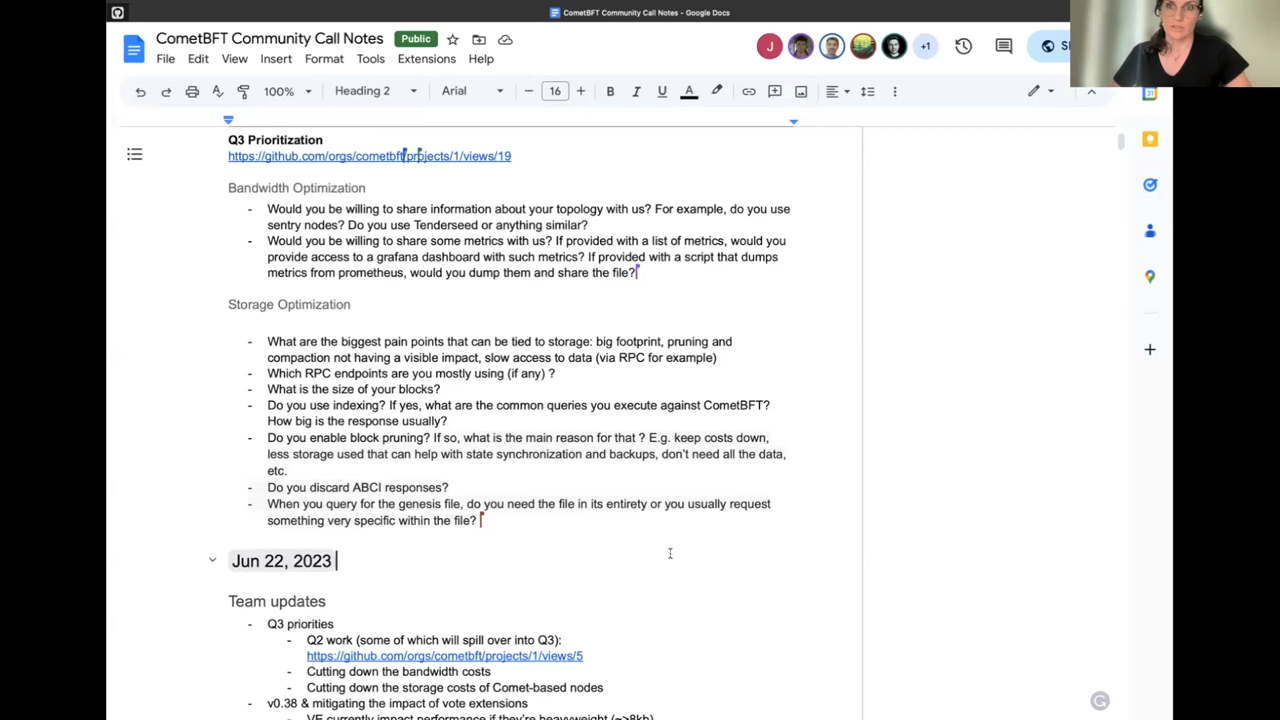 CometBFT Community Call Notes - Google Docs
CometBFT Community Call Notes Public
J +1
File Edit View Insert Format Tools Extensions Help
100% Heading 2 Arial 16
Q3 Prioritization
https://github.com/orgs/cometbft/projects/1/views/19
Bandwidth Optimization
- Would you be willing to share information about your topology with us? For example, do you use
sentry nodes? Do you use Tenderseed or anything similar?
- Would you be willing to share some metrics with us? If provided with a list of metrics, would you
provide access to a grafana dashboard with such metrics? If provided with a script that dumps
metrics from prometheus, would you dump them and share the file?
Storage Optimization
- What are the biggest pain points that can be tied to storage: big footprint, pruning and
compaction not having a visible impact, slow access to data (via RPC for example)
- Which RPC endpoints are you mostly using (if any) ?
- What is the size of your blocks?
- Do you use indexing? If yes, what are the common queries you execute against CometBFT?
How big is the response usually?
- Do you enable block pruning? If so, what is the main reason for that ? E.g. keep costs down,
less storage used that can help with state synchronization and backups, don't need all the data,
etc.
- Do you discard ABCI responses?
- When you query for the genesis file, do you need the file in its entirety or you usually request
something very specific within the file?
Jun 22, 2023
Team updates
- Q3 priorities
- Q2 work (some of which will spill over into Q3):
https://github.com/orgs/cometbft/projects/1/views/5
- Cutting down the bandwidth costs
- Cutting down the storage costs of Comet-based nodes
- v0.38 & mitigating the impact of vote extensions
- VE currently impact performance if they're heavyweight (~>8kb)